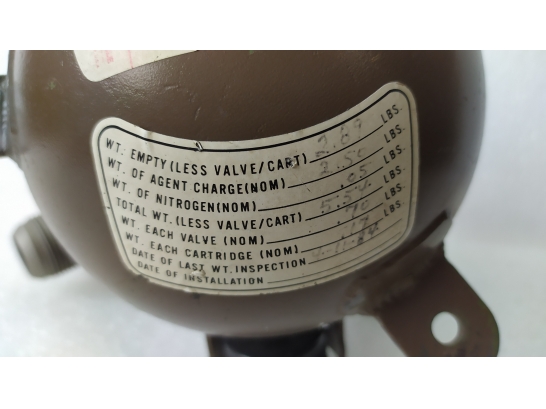 WT. EMPTY (LESS VALVE/CART) LBS.
WT. OF AGENT CHARGE (NOM) 2.50 LBS.
WT. OF NITROGEN (NOM) .05 LBS.
TOTAL WT. (LESS VALVE/CART) LBS.
WT. EACH VALVE (NOM) LBS.
WT. EACH CARTRIDGE (NOM)
DATE OF LAST WT. INSPECTION
DATE OF INSTALLATION